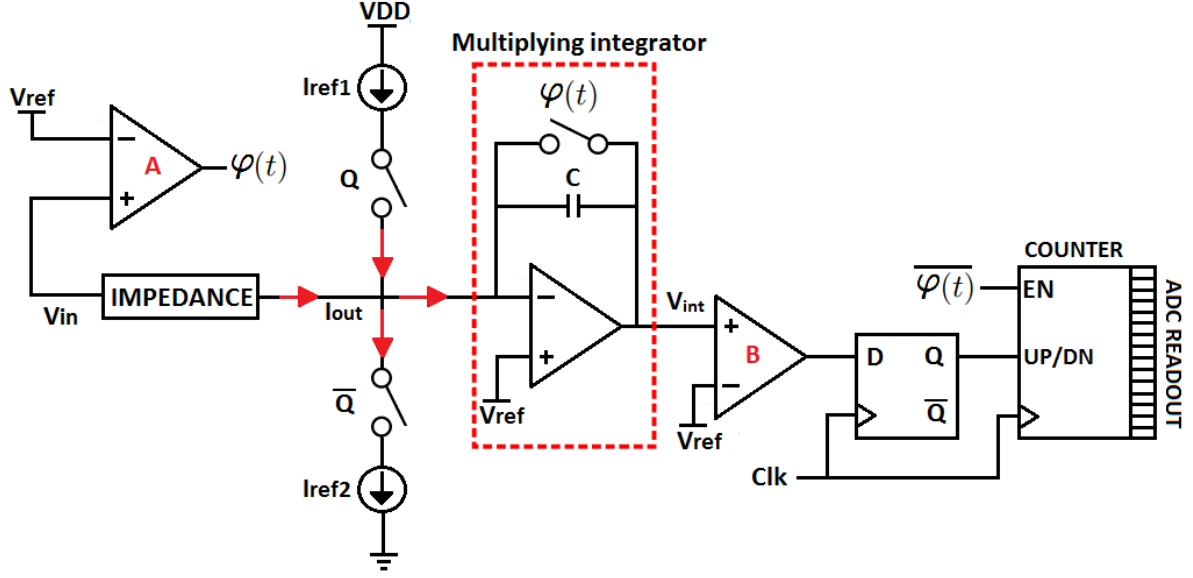 VDD
Multiplying integrator
Iref1
φ(t)
Vref
−
A
φ(t)
+
Q
C
COUNTER
IMPEDANCE
Vin
Iout
−
+
Vref
Vint
+
B
−
Vref
φ(t)‾
EN
D
Q
UP/DN
Q‾
ADC READOUT
Q‾
Clk
Iref2